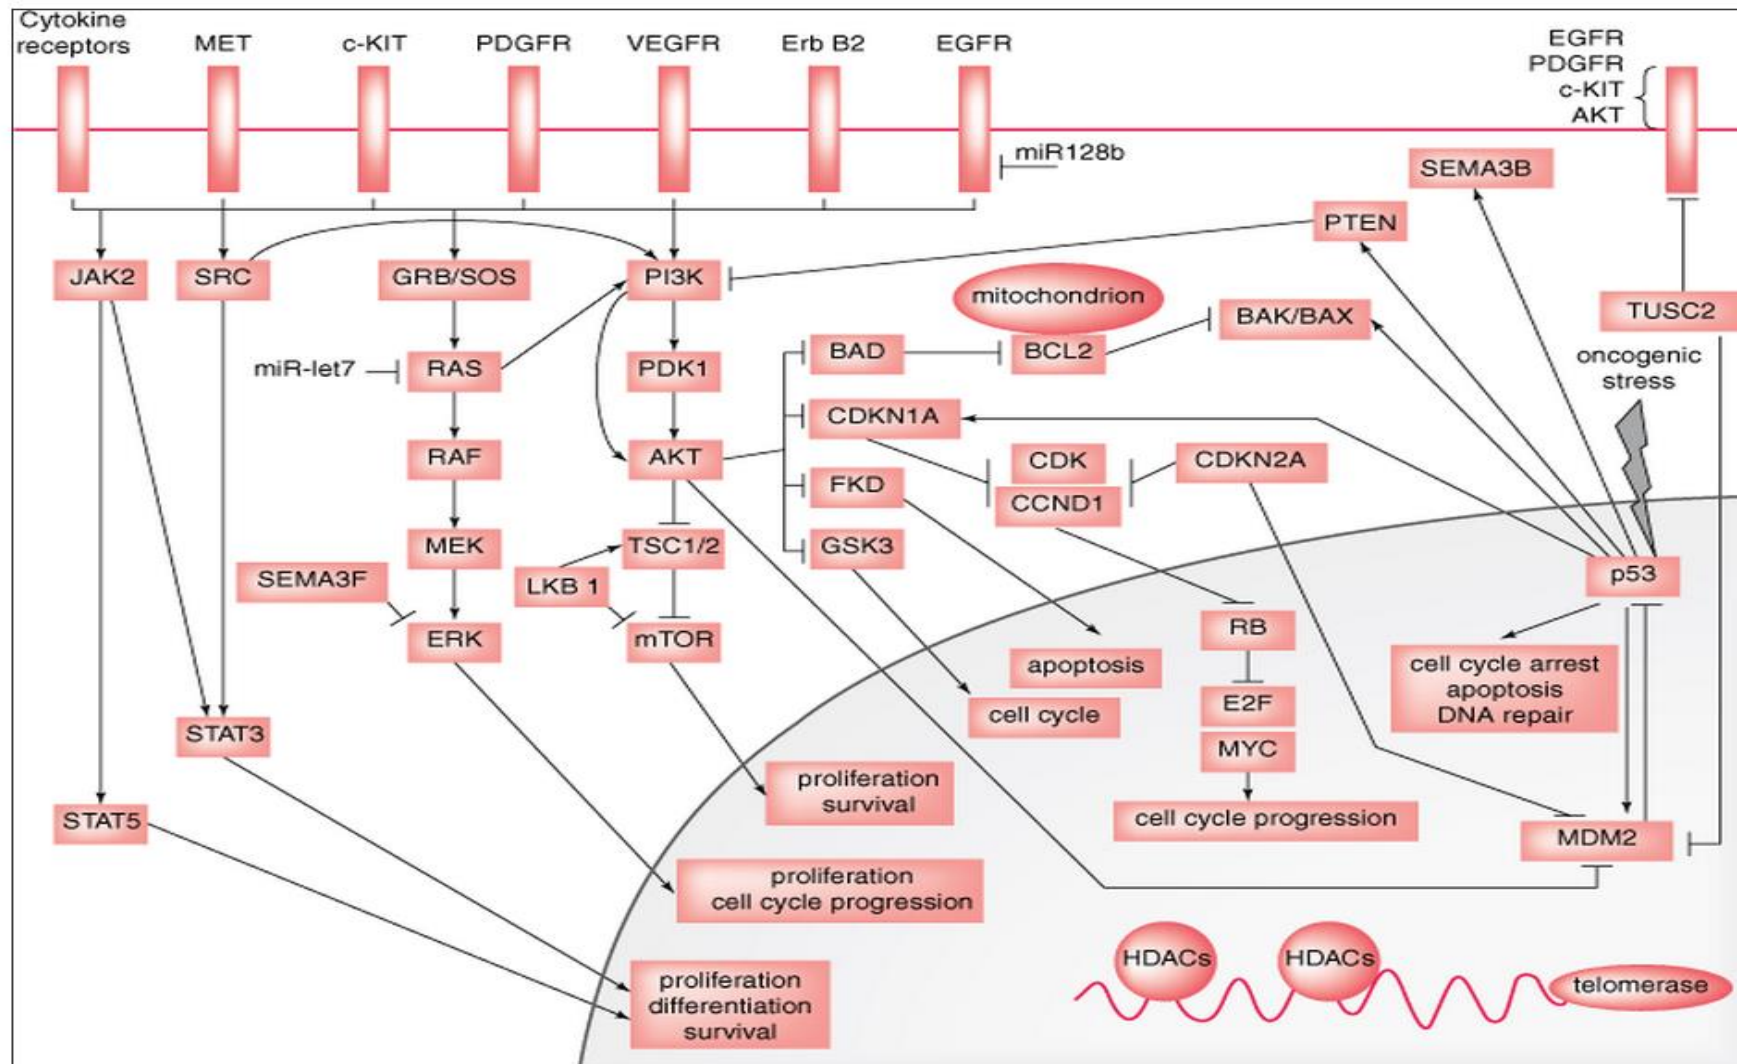 Cytokine
receptors
MET
c-KIT
PDGFR
VEGFR
Erb B2
EGFR
EGFR
PDGFR
c-KIT
AKT
miR128b
SEMA3B
PTEN
JAK2
SRC
GRB/SOS
PI3K
mitochondrion
TUSC2
BAK/BAX
miR-let7
RAS
PDK1
BAD
BCL2
oncogenic
stress
CDKN1A
RAF
AKT
CDK
CDKN2A
FKD
CCND1
MEK
TSC1/2
GSK3
SEMA3F
LKB 1
p53
ERK
mTOR
RB
apoptosis
cell cycle arrest
apoptosis
DNA repair
cell cycle
E2F
STAT3
MYC
proliferation
survival
STAT5
cell cycle progression
MDM2
proliferation
cell cycle progression
HDACs
HDACs
telomerase
proliferation
differentiation
survival